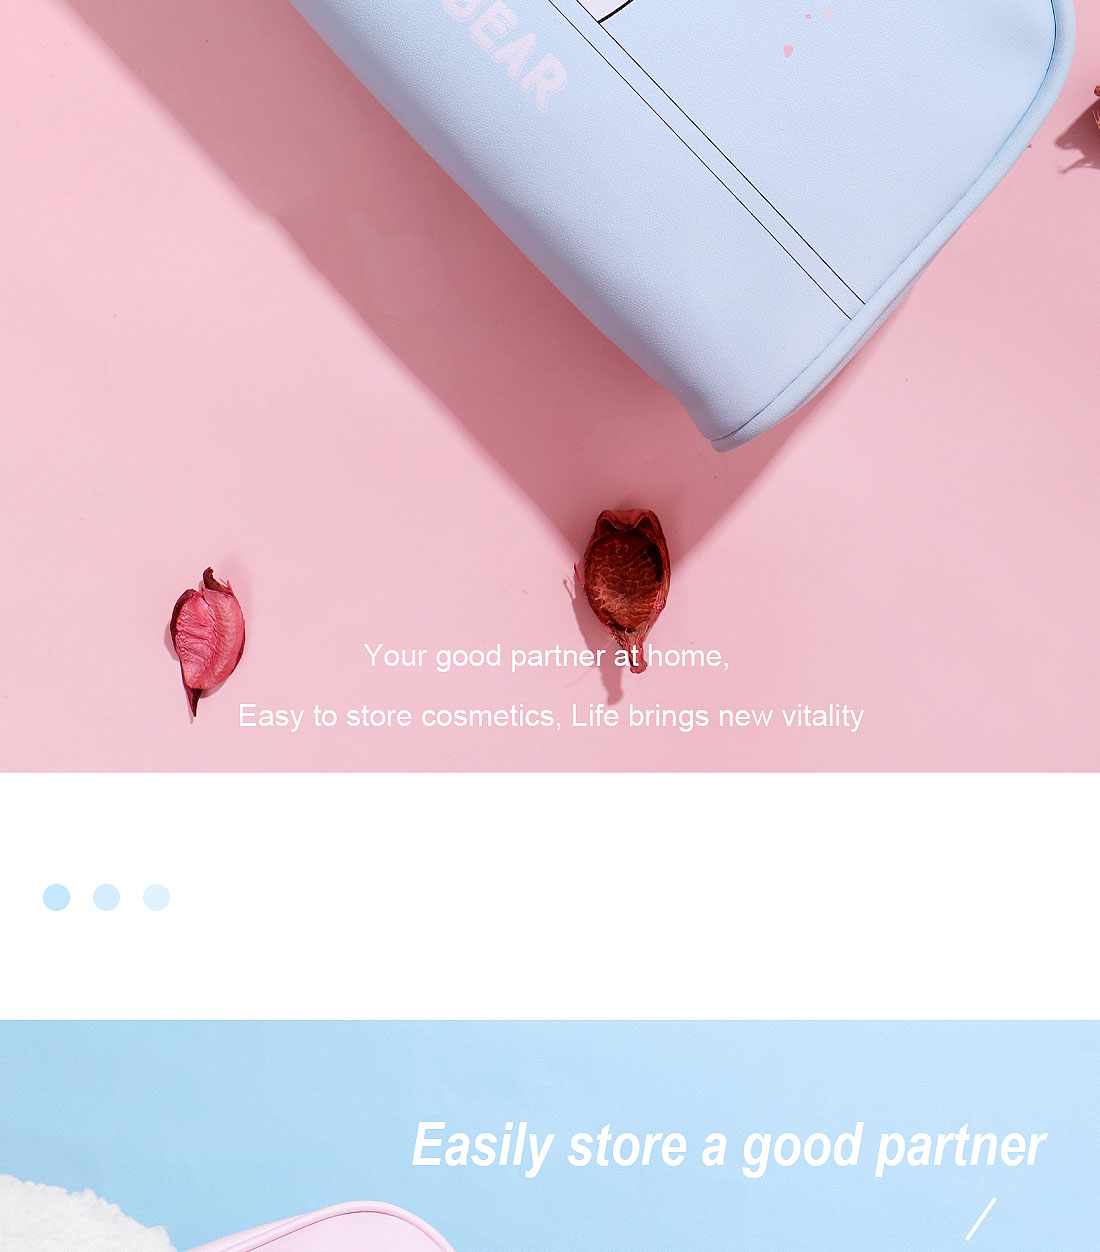 BEAR
Your good partner at home,
Easy to store cosmetics, Life brings new vitality
Easily store a good partner